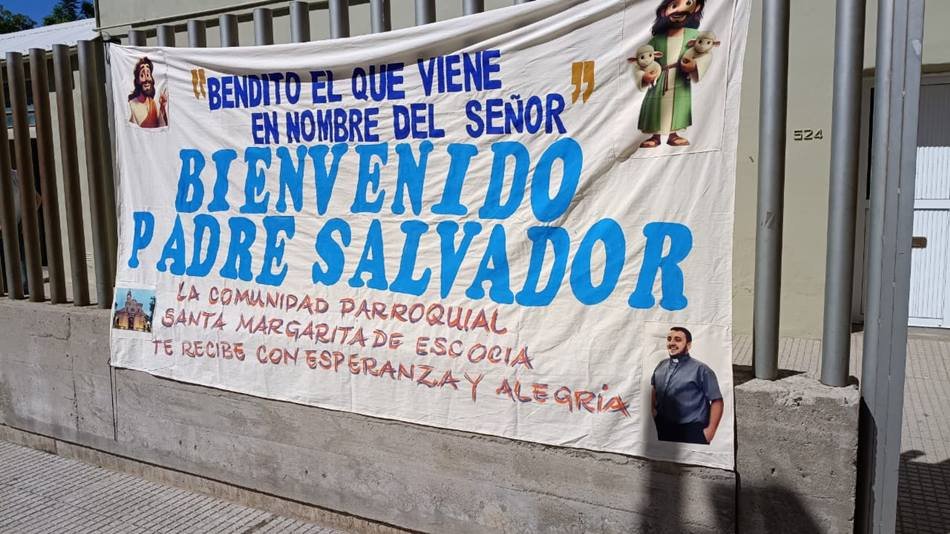 "BENDITO EL QUE VIENE
EN NOMBRE DEL SEÑOR"
BIENVENIDO
PADRE SALVADOR
LA COMUNIDAD PARROQUIAL
SANTA MARGARITA DE ESCOCIA
TE RECIBE CON ESPERANZA Y ALEGRÍA
524